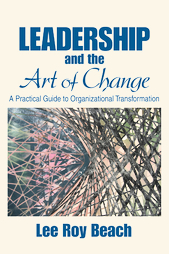 LEADERSHIP
and the
Art of Change
A Practical Guide to Organizational Transformation
Lee Roy Beach